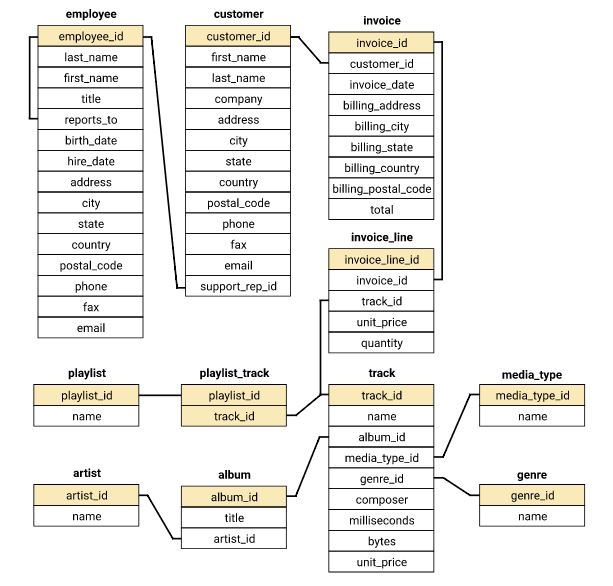 employee
employee_id
last_name
first_name
title
reports_to
birth_date
hire_date
address
city
state
country
postal_code
phone
fax
email
customer
customer_id
first_name
last_name
company
address
city
state
country
postal_code
phone
fax
email
support_rep_id
invoice
invoice_id
customer_id
invoice_date
billing_address
billing_city
billing_state
billing_country
billing_postal_code
total
invoice_line
invoice_line_id
invoice_id
track_id
unit_price
quantity
playlist
playlist_id
name
playlist_track
playlist_id
track_id
track
track_id
name
album_id
media_type_id
genre_id
composer
milliseconds
bytes
unit_price
media_type
media_type_id
name
artist
artist_id
name
album
album_id
title
artist_id
genre
genre_id
name